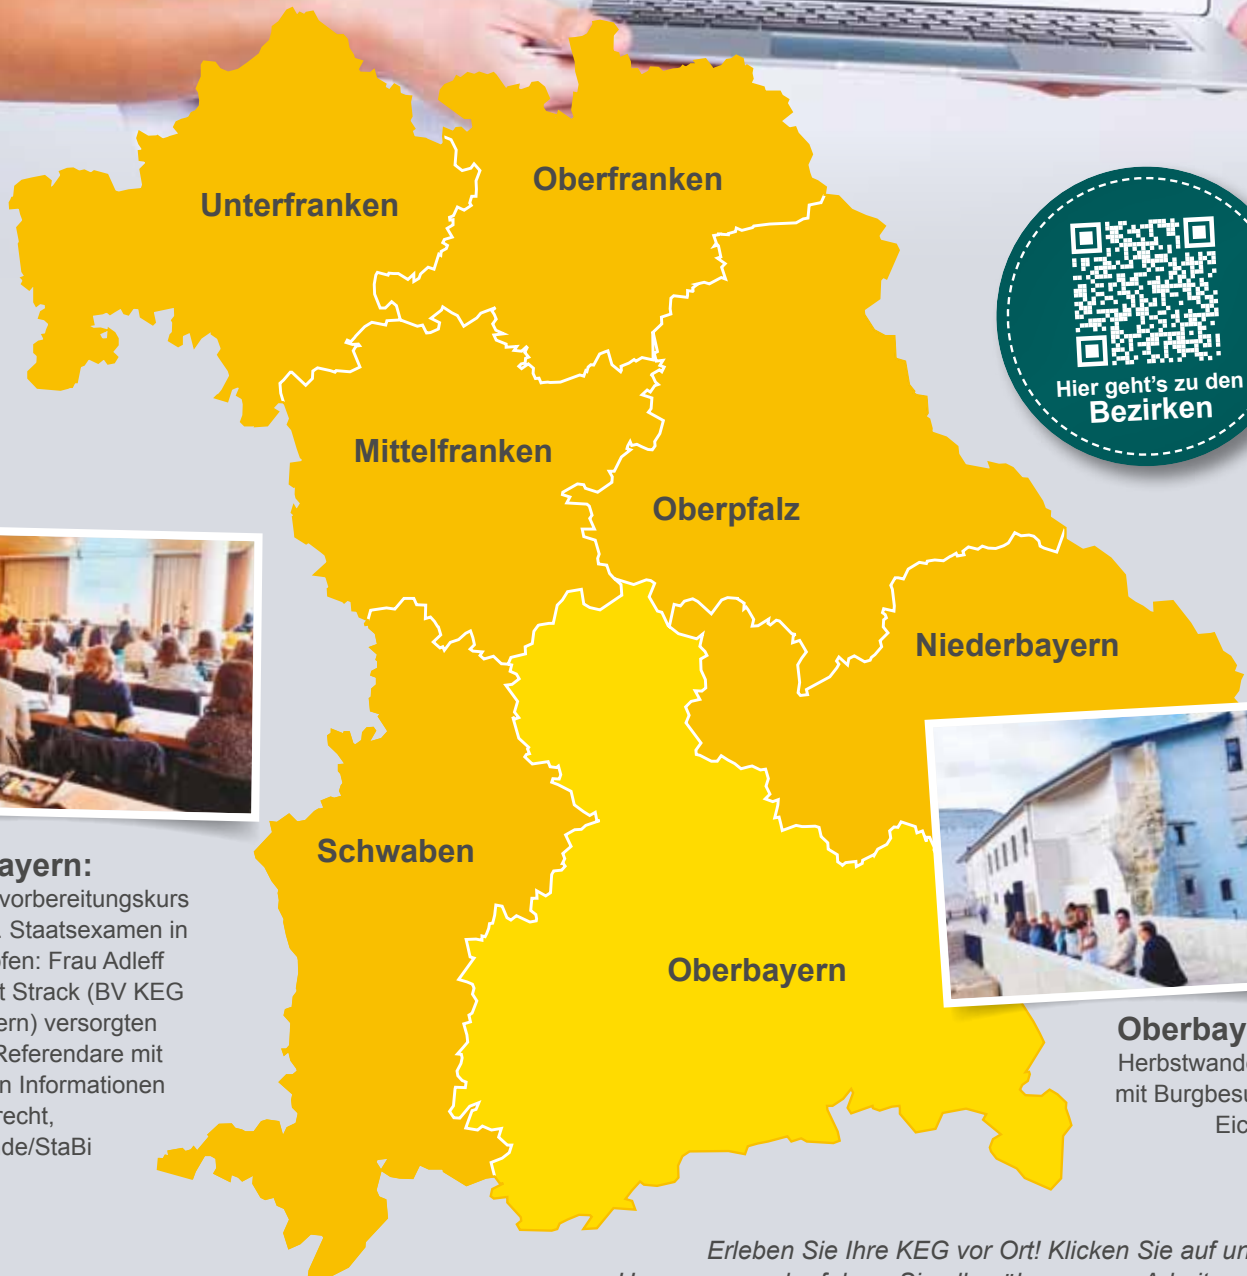 Oberfranken
Unterfranken
Hier geht's zu den
Bezirken
Mittelfranken
Oberpfalz
Niederbayern
Schwaben
Oberbayern
ayern:
vorbereitungskurs
. Staatsexamen in
fen: Frau Adleff
t Strack (BV KEG
ern) versorgten
Referendare mit
n Informationen
recht,
de/StaBi
Oberbay
Herbstwande
mit Burgbesu
Eic
Erleben Sie Ihre KEG vor Ort! Klicken Sie auf un